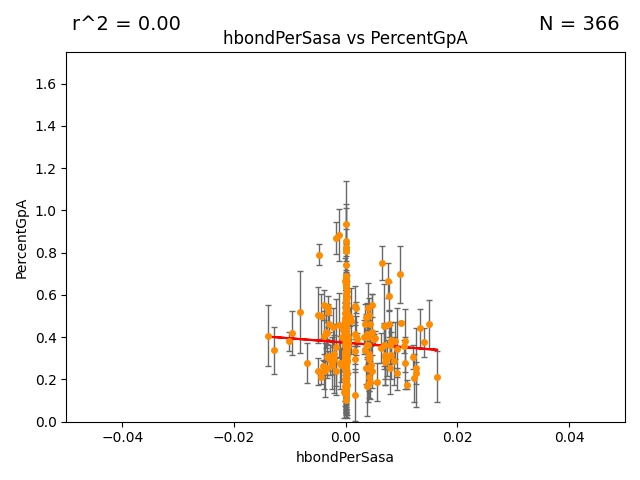 r^2 = 0.00
N = 366
hbondPerSasa vs PercentGpA
1.6
1.4
1.2
1.0
0.8
0.6
0.4
0.2
0.0
PercentGpA
−0.04
−0.02
0.00
0.02
0.04
hbondPerSasa